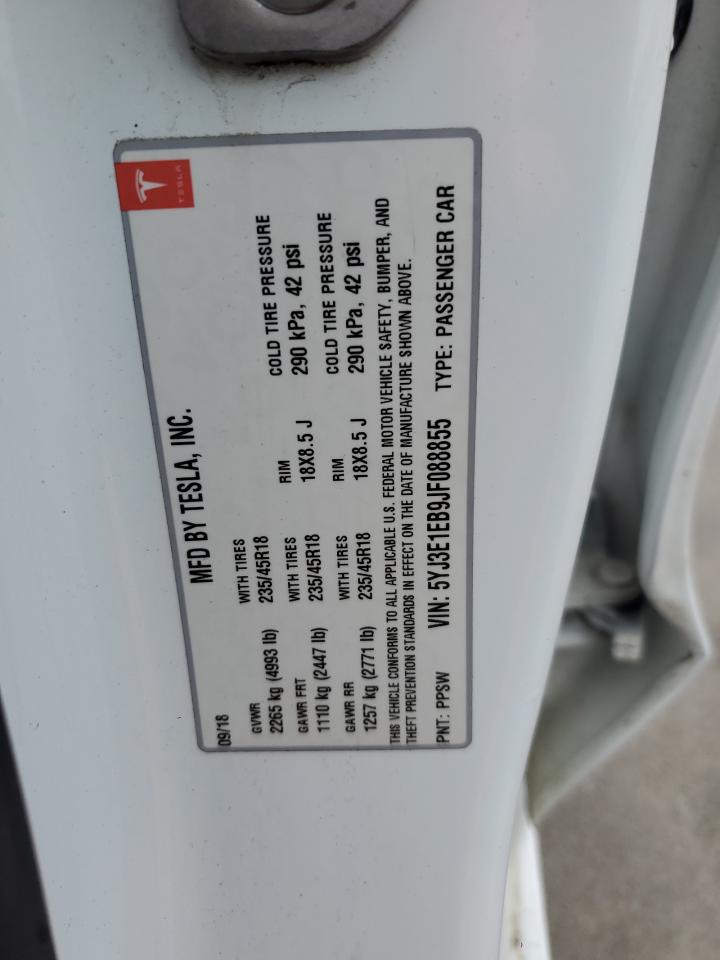 TESLA
MFD BY TESLA, INC.
09/18
GVWR WITH TIRES
2265 kg (4993 lb) 235/45R18
GAWR FRT WITH TIRES RIM COLD TIRE PRESSURE
1110 kg (2447 lb) 235/45R18 18X8.5 J 290 kPa, 42 psi
GAWR RR WITH TIRES RIM COLD TIRE PRESSURE
1257 kg (2771 lb) 235/45R18 18X8.5 J 290 kPa, 42 psi
THIS VEHICLE CONFORMS TO ALL APPLICABLE U.S. FEDERAL MOTOR VEHICLE SAFETY, BUMPER, AND
THEFT PREVENTION STANDARDS IN EFFECT ON THE DATE OF MANUFACTURE SHOWN ABOVE.
PNT: PPSW VIN: 5YJ3E1EB9JF088855 TYPE: PASSENGER CAR